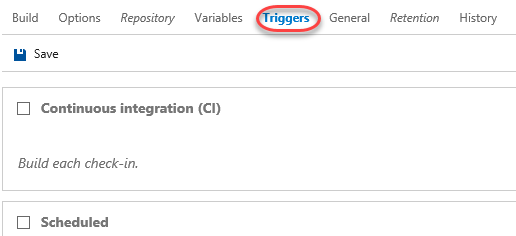 Build Options Repository Variables Triggers General Retention History
Save
Continuous integration (CI)
Build each check-in.
Scheduled